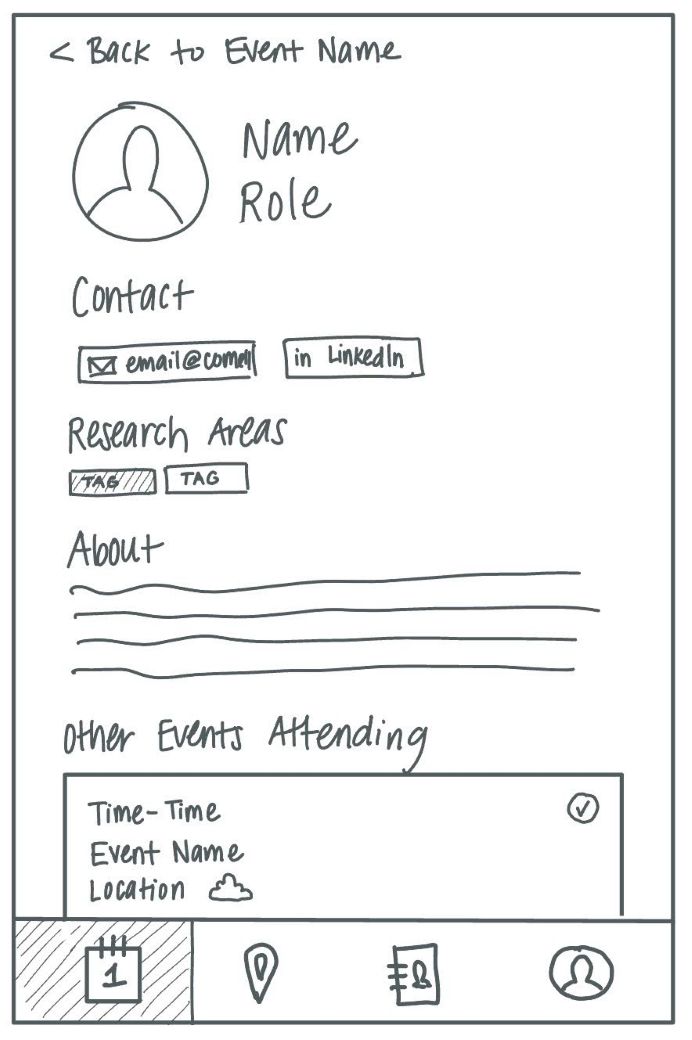 < Back to Event Name
Name
Role
Contact
email@cornell
in LinkedIn
Research Areas
TAG TAG
About
Other Events Attending
Time-Time
Event Name
Location
1